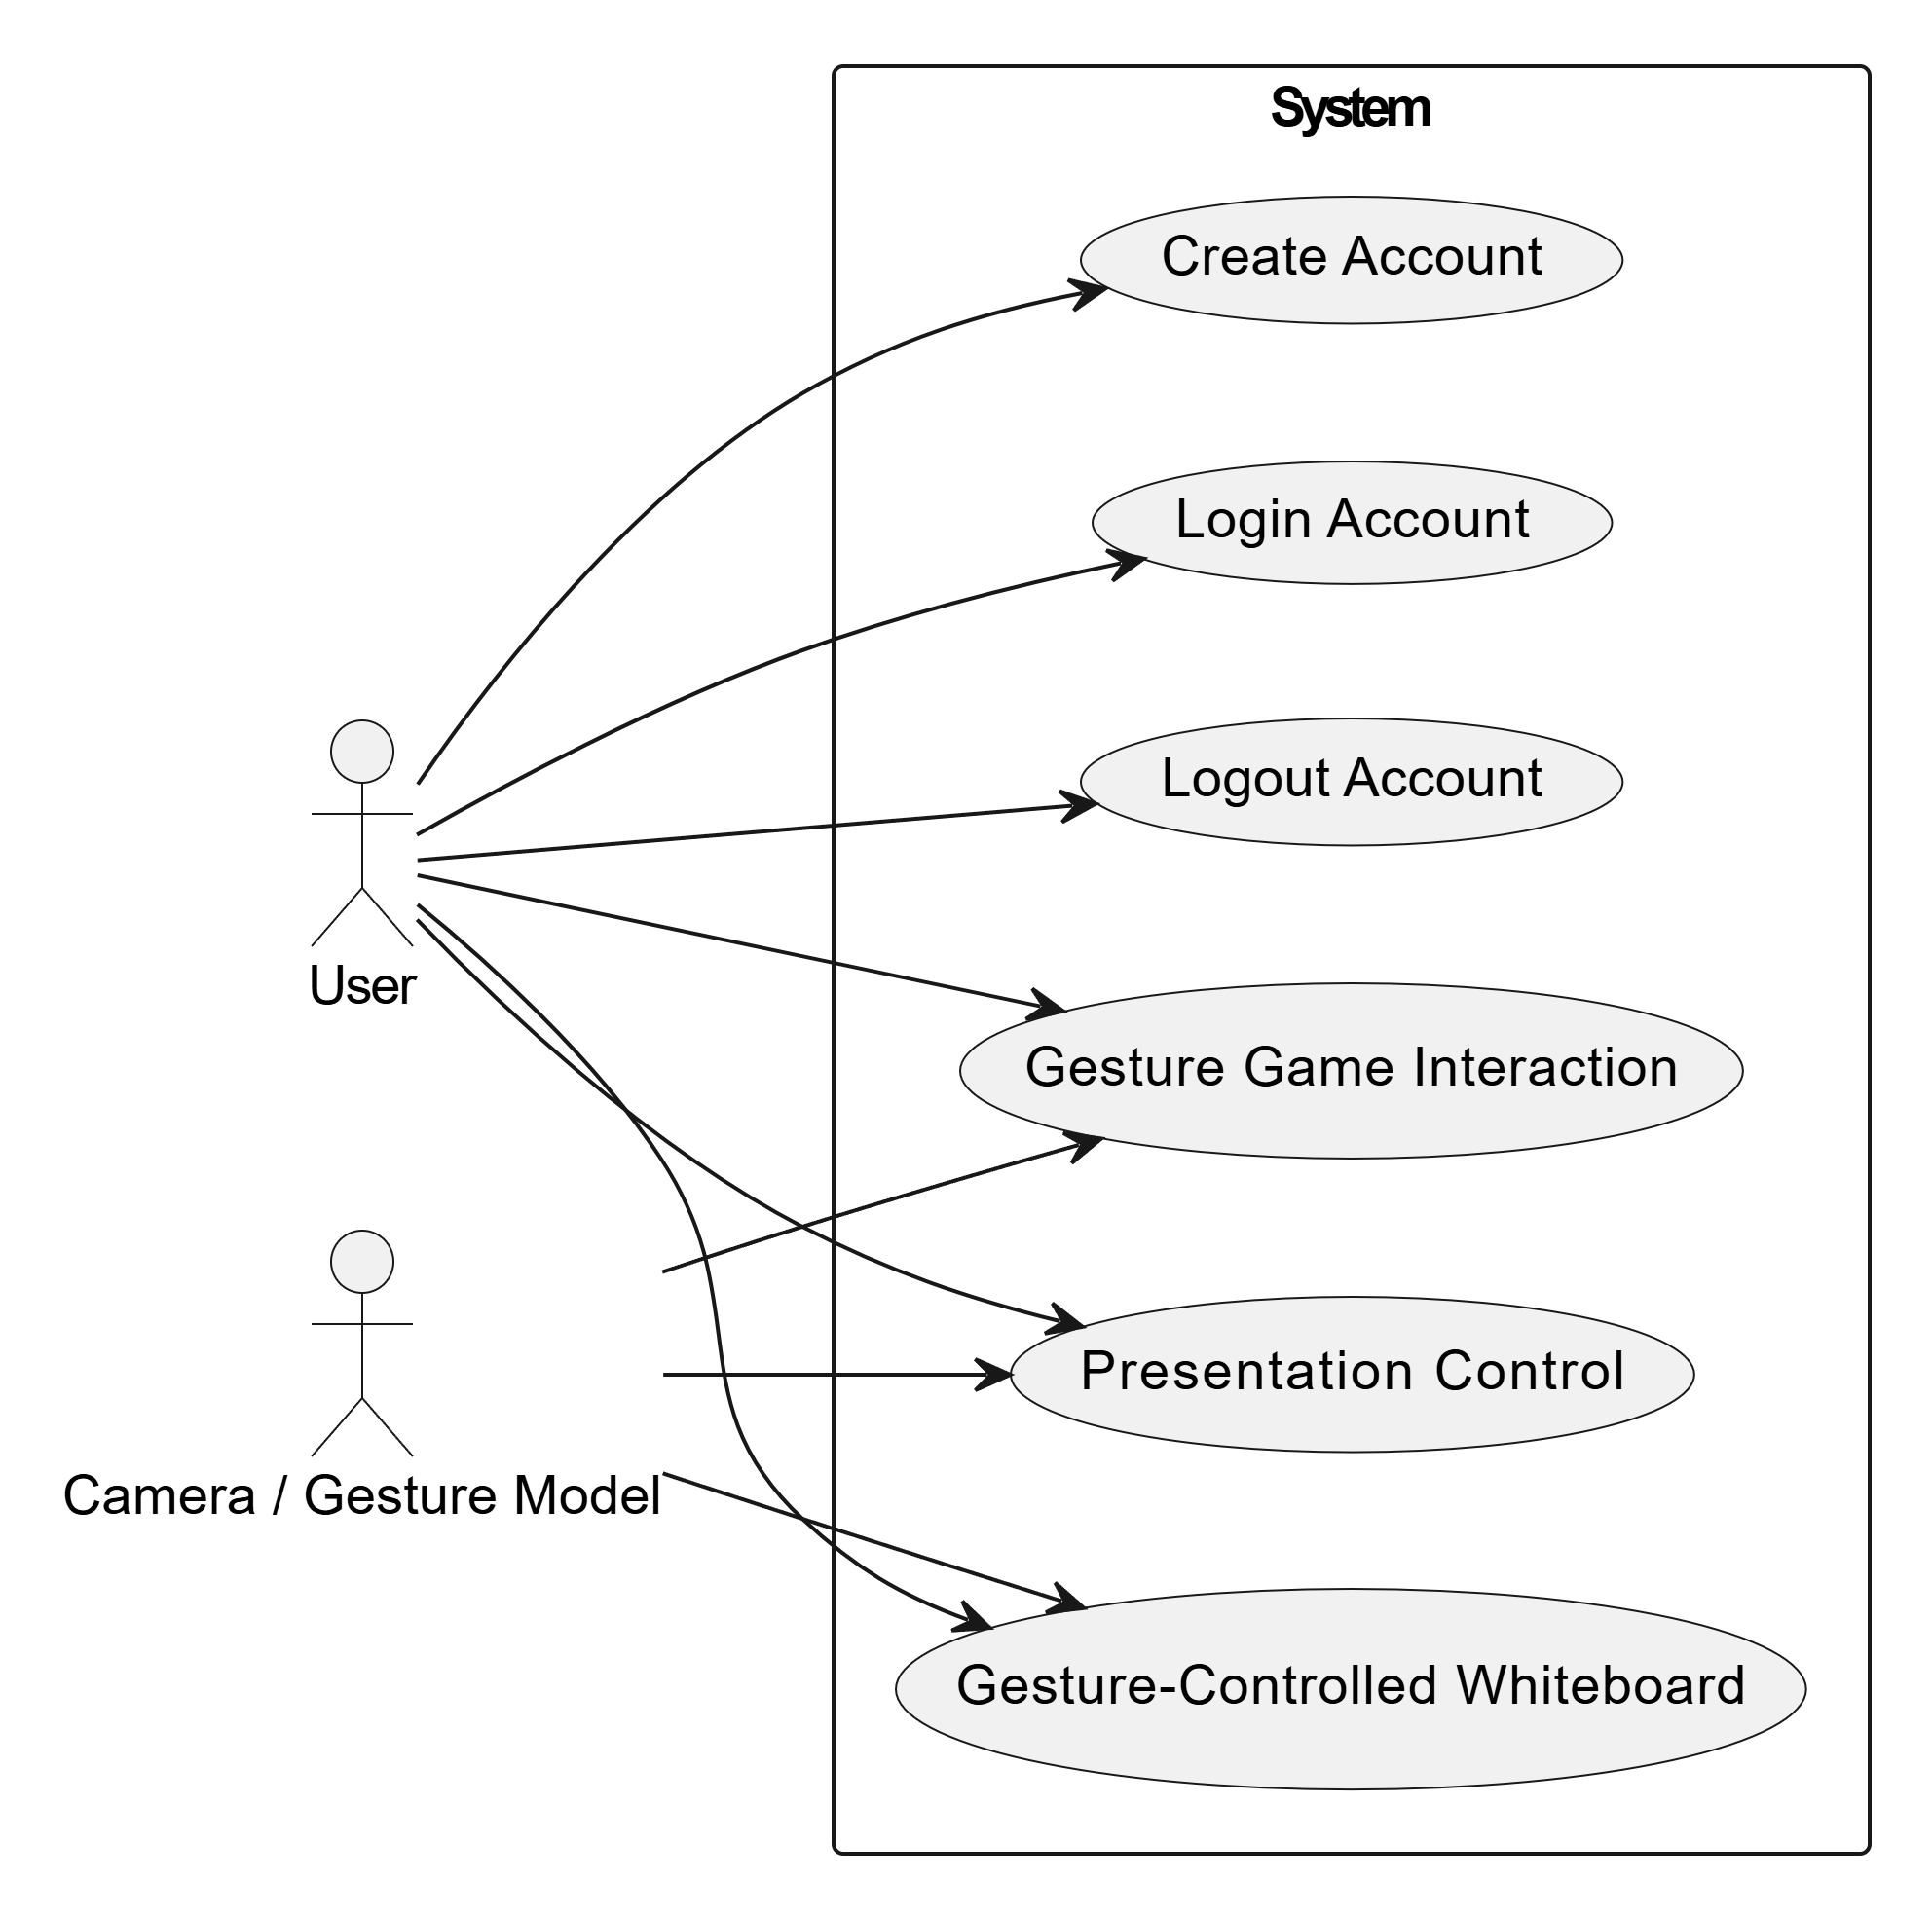 System
Create Account
Login Account
Logout Account
User
Gesture Game Interaction
Presentation Control
Camera / Gesture Model
Gesture-Controlled Whiteboard